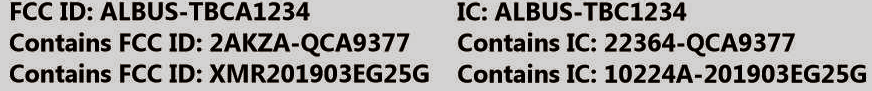 FCC ID: ALBUS-TBCA1234 IC: ALBUS-TBC1234
Contains FCC ID: 2AKZA-QCA9377 Contains IC: 22364-QCA9377
Contains FCC ID: XMR201903EG25G Contains IC: 10224A-201903EG25G